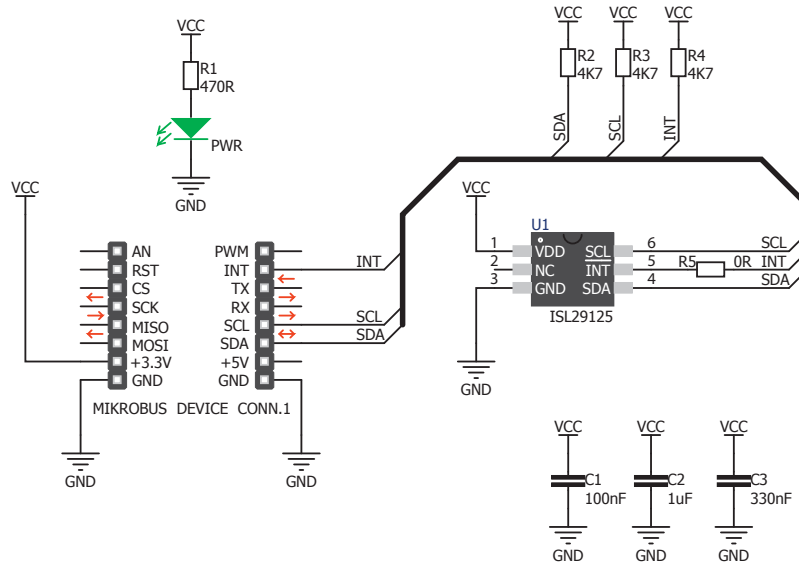 VCC
R1
470R
PWR
GND
VCC
VCC
VCC
R2
4K7
R3
4K7
R4
4K7
SDA
SCL
INT
VCC
AN
RST
CS
SCK
MISO
MOSI
+3.3V
GND
PWM
INT
TX
RX
SCL
SDA
+5V
GND
INT
SCL
SDA
MIKROBUS DEVICE CONN.1
GND
GND
VCC
U1
1
2
3
VDD
NC
GND
SCL
INT
SDA
6
5
4
R5
0R
SCL
INT
SDA
ISL29125
GND
VCC
C1
100nF
GND
VCC
C2
1uF
GND
VCC
C3
330nF
GND